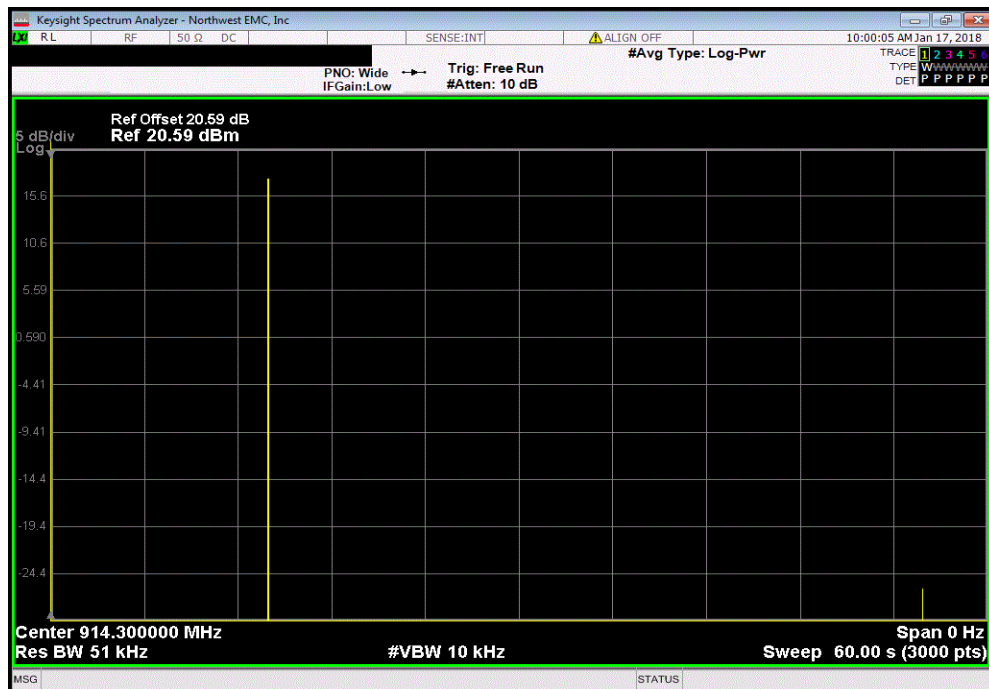 Keysight Spectrum Analyzer - Northwest EMC, Inc
LXI RL RF 50 Ω DC SENSE:INT ALIGN OFF 10:00:05 AM Jan 17, 2018
#Avg Type: Log-Pwr
TRACE 1 2 3 4 5 6
PNO: Wide Trig: Free Run
TYPE W W W W W W
IFGain:Low #Atten: 10 dB
DET P P P P P P
Ref Offset 20.59 dB
5 dB/div Ref 20.59 dBm
Log
15.6
10.6
5.59
0.590
-4.41
-9.41
-14.4
-19.4
-24.4
Center 914.300000 MHz Span 0 Hz
Res BW 51 kHz #VBW 10 kHz Sweep 60.00 s (3000 pts)
MSG STATUS